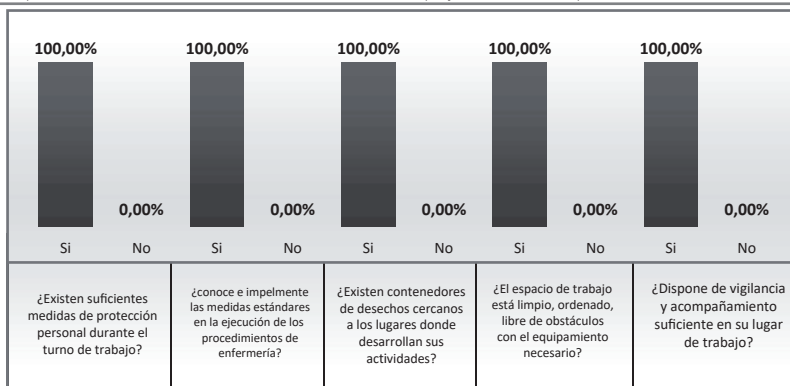 100,00% 100,00% 100,00% 100,00% 100,00%
0,00% 0,00% 0,00% 0,00% 0,00%
Si No Si No Si No Si No Si No
¿Existen suficientes
medidas de protección
personal durante el
turno de trabajo?
¿conoce e impelmente
las medidas estándares
en la ejecución de los
procedimientos de
enfermería?
¿Existen contenedores
de desechos cercanos
a los lugares donde
desarrollan sus
actividades?
¿El espacio de trabajo
está limpio, ordenado,
libre de obstáculos
con el equipamiento
necesario?
¿Dispone de vigilancia
y acompañamiento
suficiente en su lugar
de trabajo?